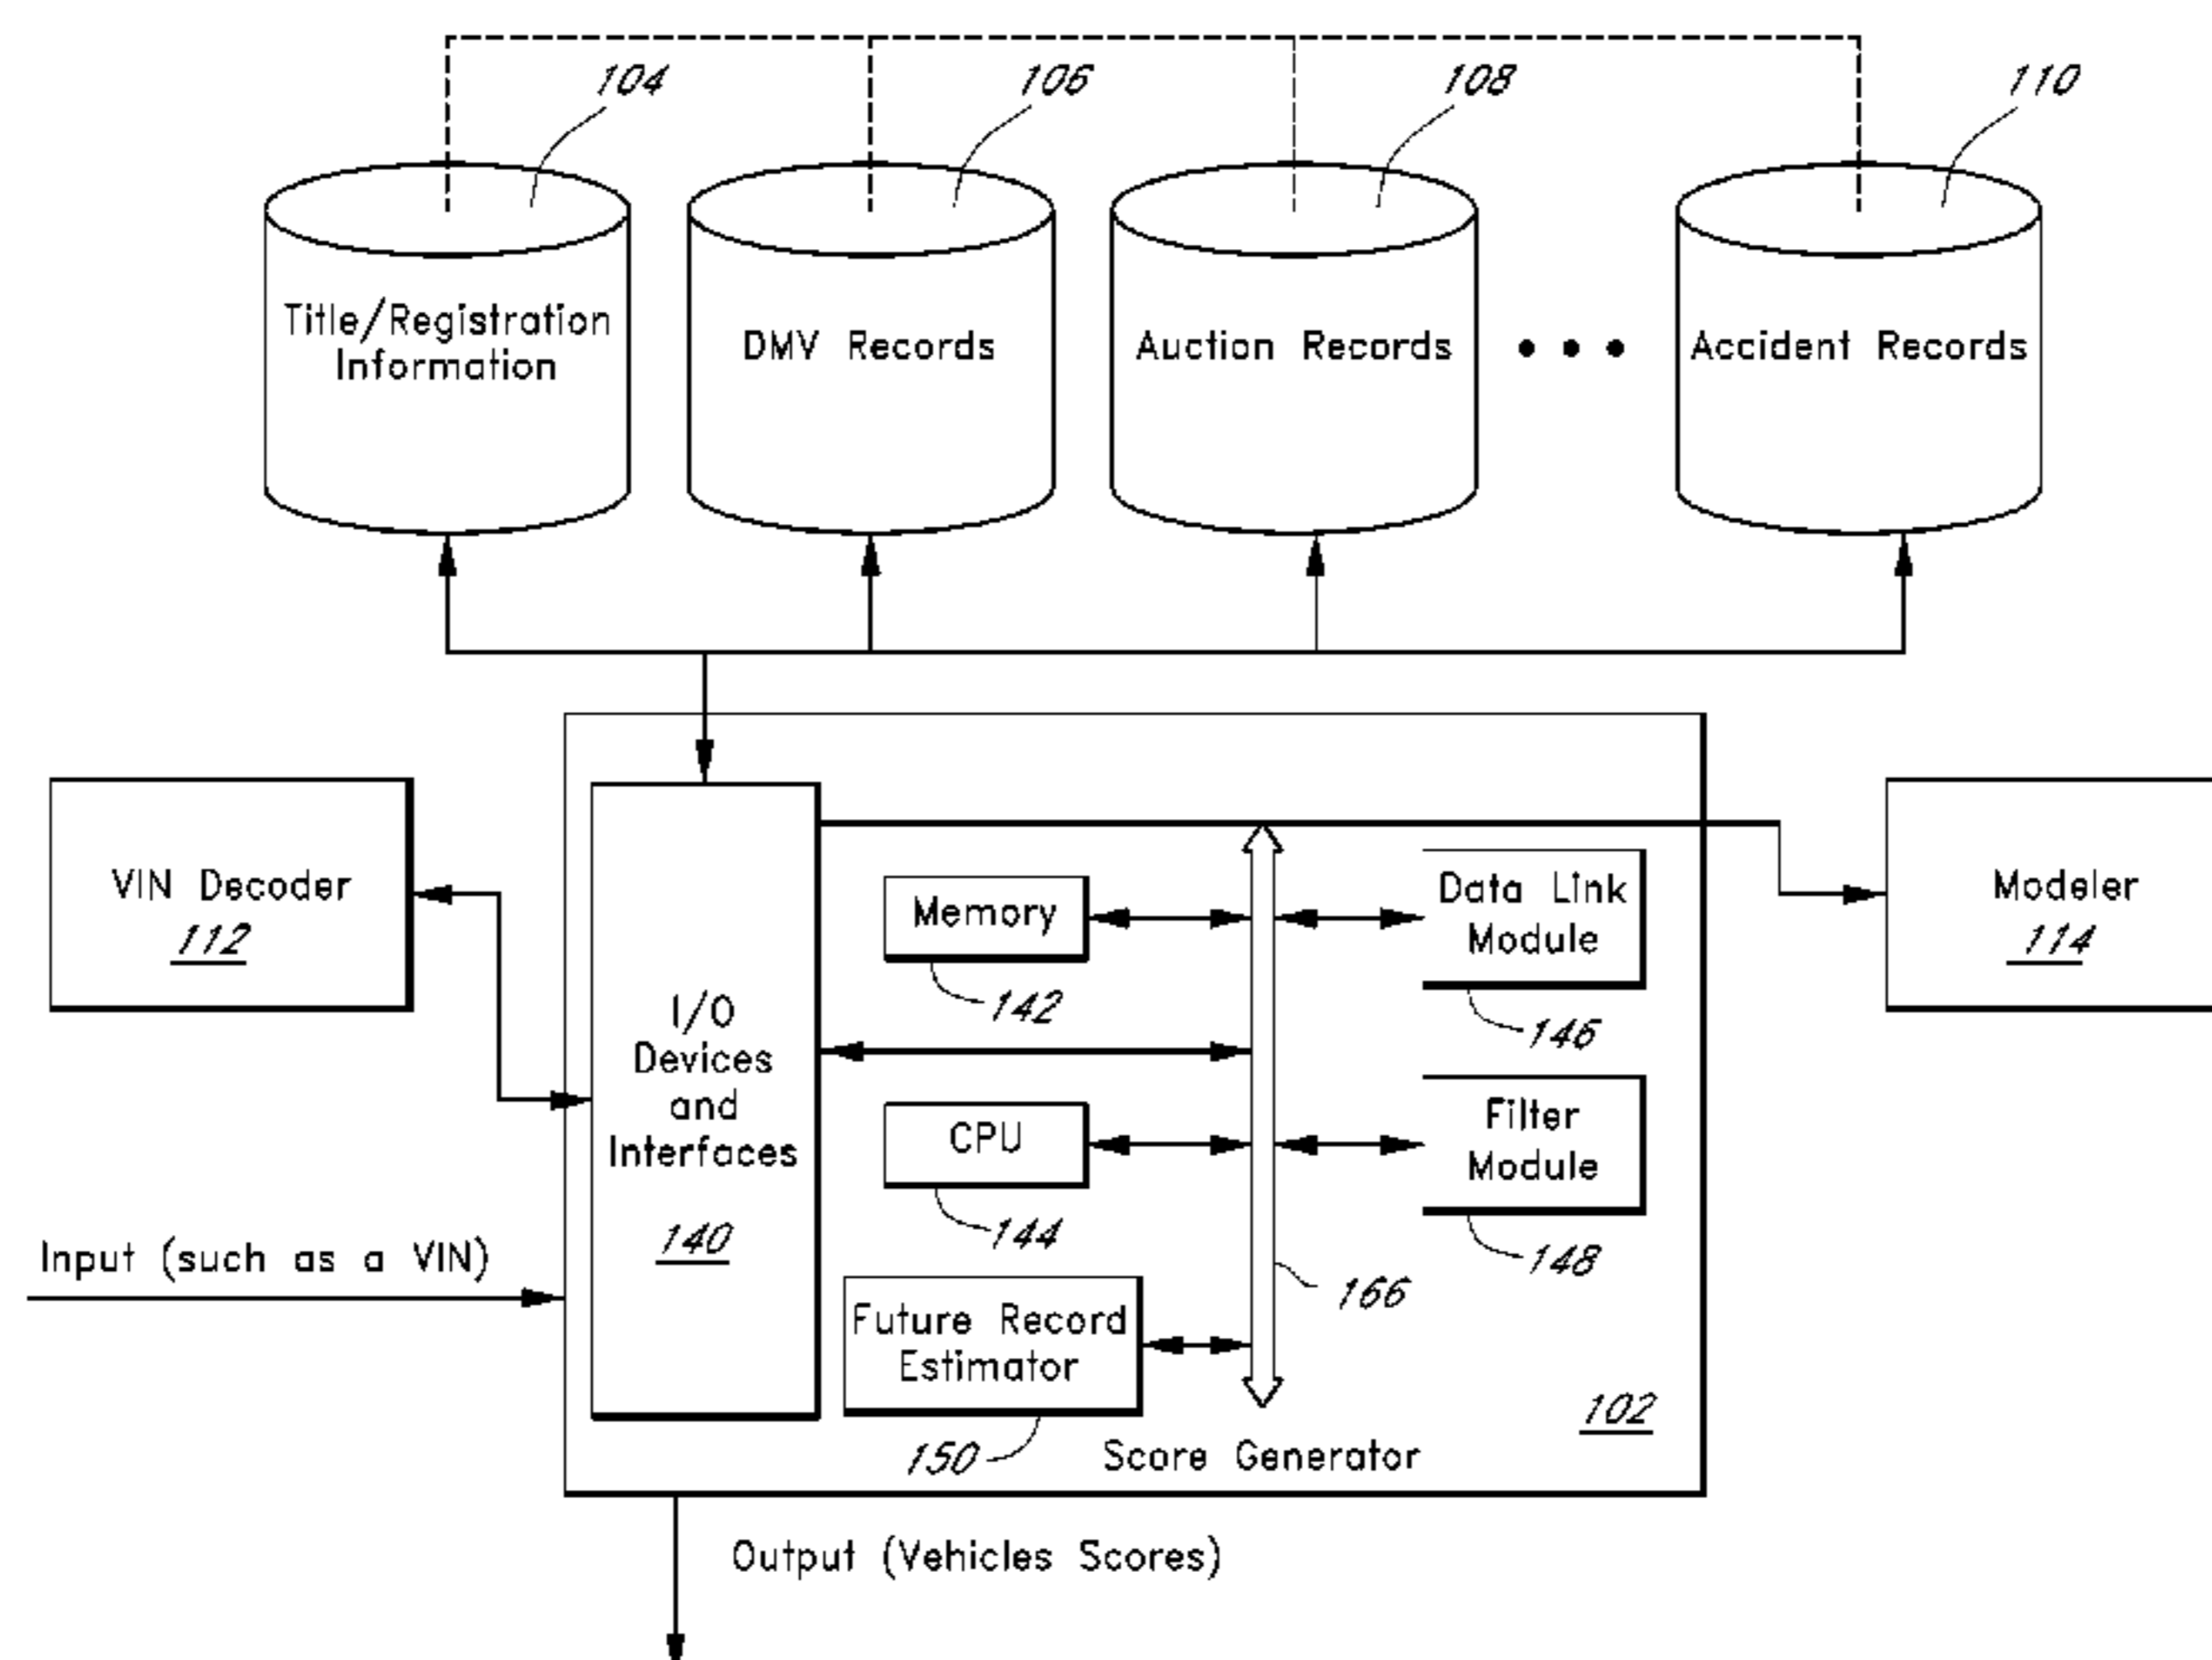 104
106
108
110
Title/Registration
Information
DMV Records
Auction Records
Accident Records
VIN Decoder
112
I/O
Devices
and
Interfaces
140
Memory
142
CPU
144
Future Record
Estimator
150
Data Link
Module
146
Filter
Module
148
166
102
Score Generator
Modeler
114
Input (such as a VIN)
Output (Vehicles Scores)